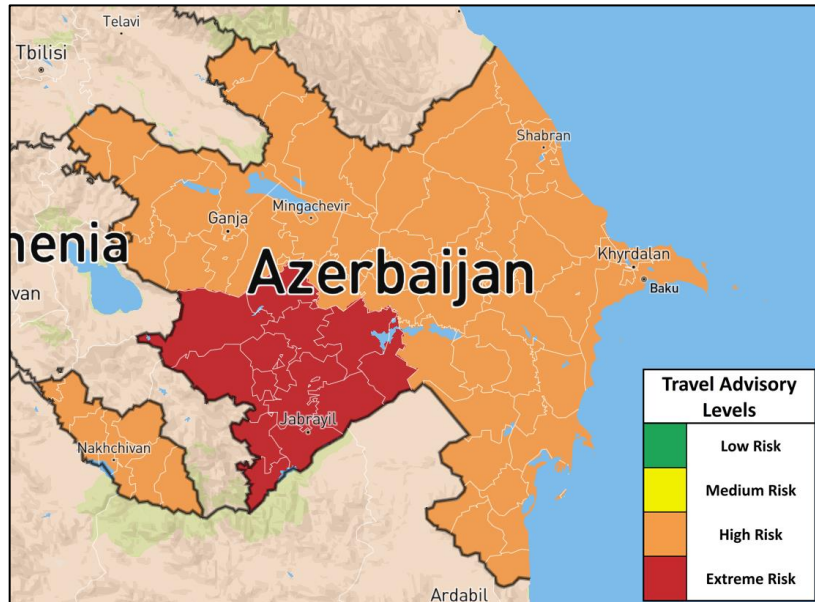 Telavi
Tbilisi
Shabran
Mingachevir
Ganja
nenia
Azerbaijan
Khyrdalan
van
Baku
Jabrayil
Nakhchivan
Ardabil
Travel Advisory
Levels
Low Risk
Medium Risk
High Risk
Extreme Risk